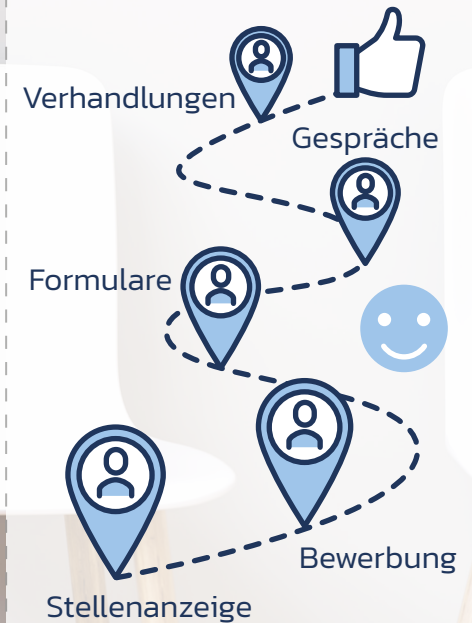 Verhandlungen
Gespräche
Formulare
Bewerbung
Stellenanzeige